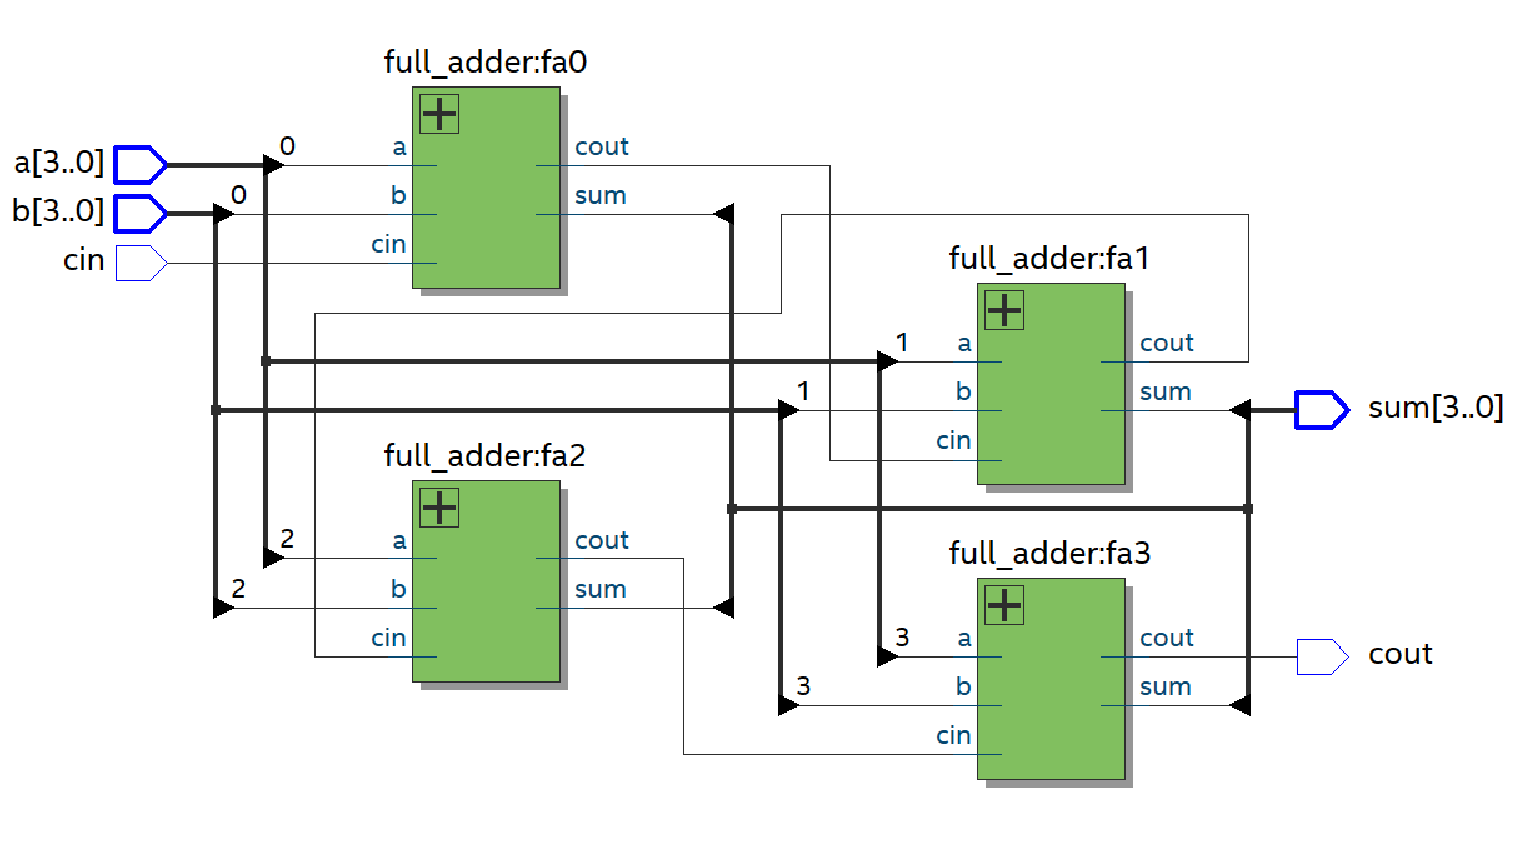 full_adder:fa0
a[3..0]
0
a
cout
b[3..0]
0
b
sum
cin
cin
full_adder:fa1
1
a
cout
1
b
sum
sum[3..0]
cin
full_adder:fa2
2
a
cout
2
b
sum
cin
full_adder:fa3
3
a
cout
cout
3
b
sum
cin